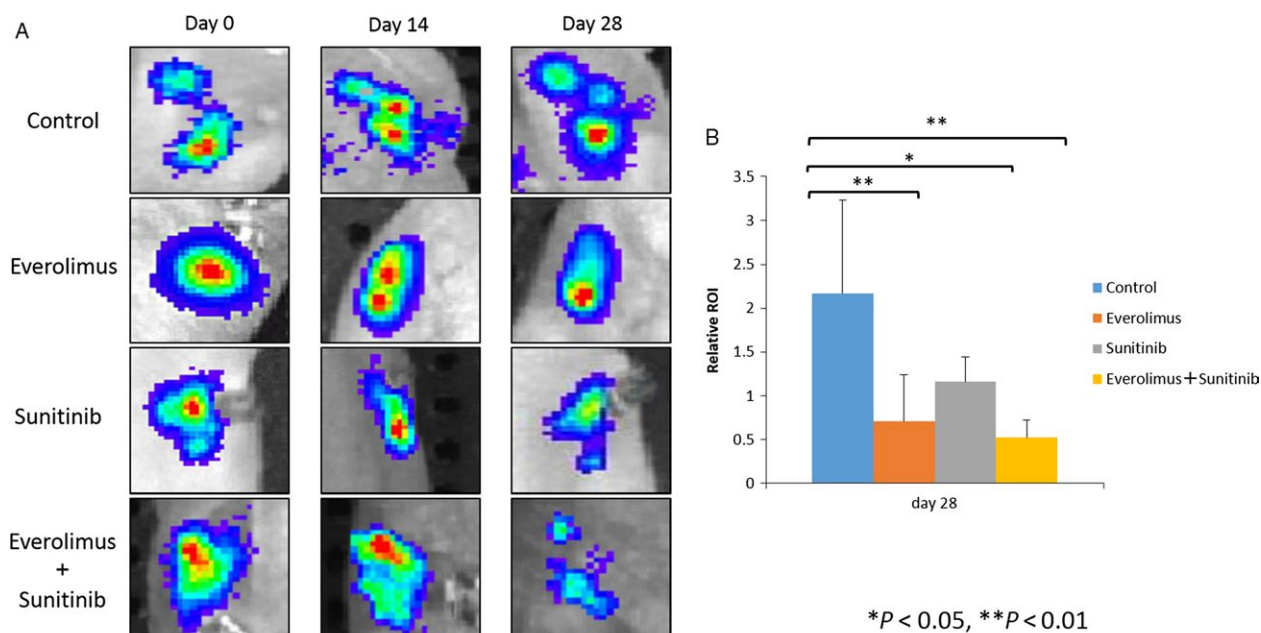 A
Day 0
Day 14
Day 28
Control
Everolimus
Sunitinib
Everolimus
+
Sunitinib
B
**
*
**
3.5
3
2.5
2
1.5
1
0.5
0
Relative ROI
day 28
Control
Everolimus
Sunitinib
Everolimus+Sunitinib
*P < 0.05, **P < 0.01